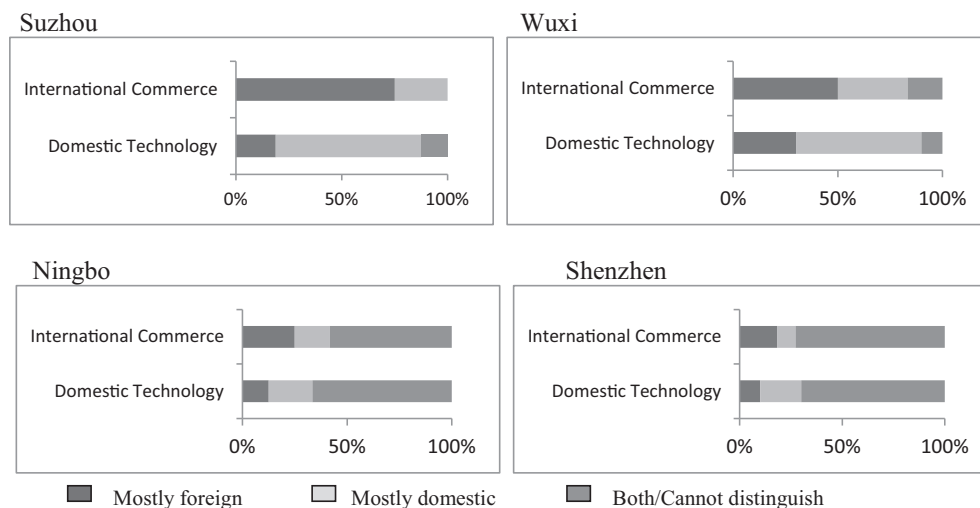 Suzhou
International Commerce
Domestic Technology
0% 50% 100%
Wuxi
International Commerce
Domestic Technology
0% 50% 100%
Ningbo
International Commerce
Domestic Technology
0% 50% 100%
Shenzhen
International Commerce
Domestic Technology
0% 50% 100%
Mostly foreign Mostly domestic Both/Cannot distinguish